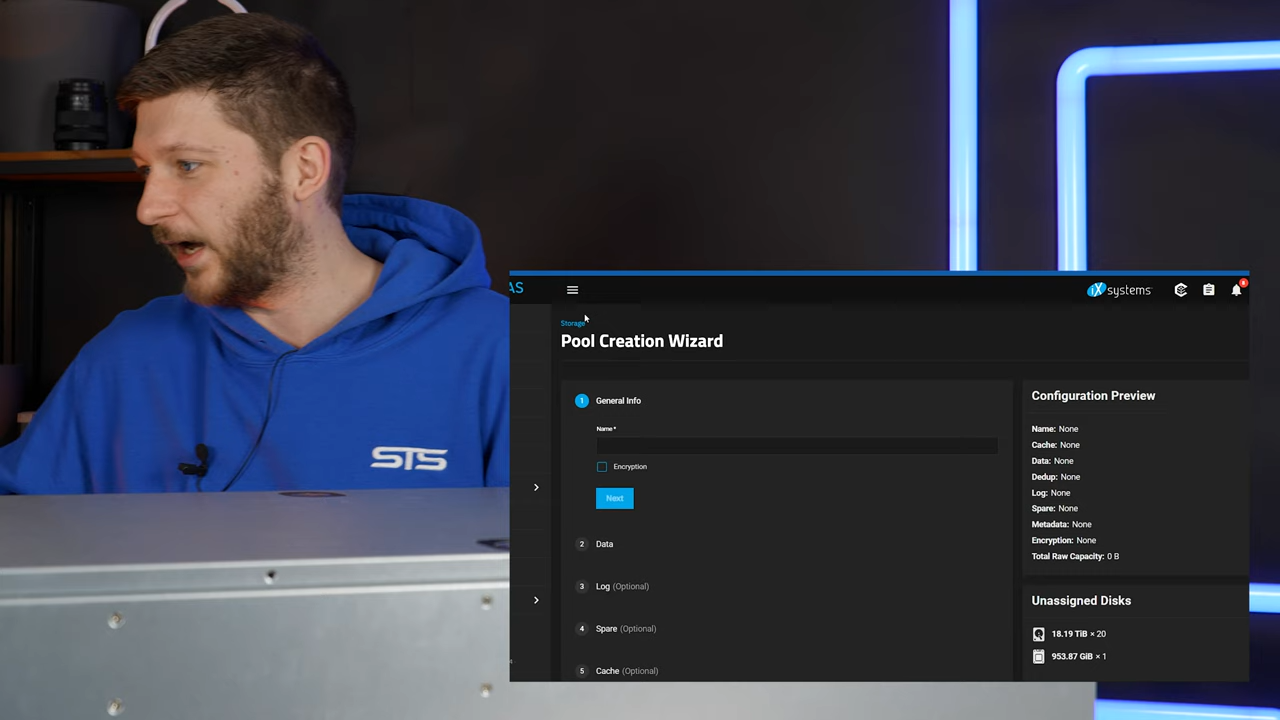 AS
iX systems
8
Storage
Pool Creation Wizard
1 General Info
Name *
Encryption
Next
2 Data
3 Log (Optional)
4 Spare (Optional)
5 Cache (Optional)
Configuration Preview
Name: None
Cache: None
Data: None
Dedup: None
Log: None
Spare: None
Metadata: None
Encryption: None
Total Raw Capacity: 0 B
Unassigned Disks
18.19 TiB × 20
953.87 GiB × 1
STS